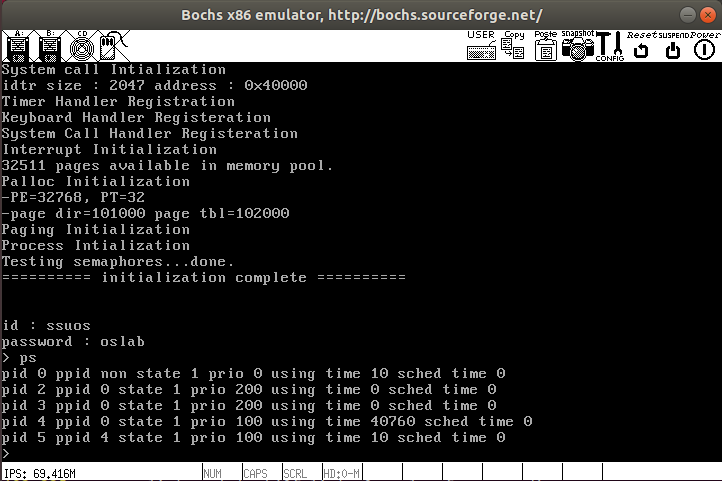 Bochs x86 emulator, http://bochs.sourceforge.net/
A: B: CD USER Copy Paste snapshot CONFIG Reset SUSPEND Power
System call Intialization
idtr size : 2047 address : 0x40000
Timer Handler Registration
Keyboard Handler Registeration
System Call Handler Registeration
Interrupt Initialization
32511 pages available in memory pool.
Palloc Initialization
-PE=32768, PT=32
-page dir=101000 page tbl=102000
Paging Initialization
Process Intialization
Testing semaphores...done.
========== initialization complete ==========
id : ssuos
password : oslab
> ps
pid 0 ppid non state 1 prio 0 using time 10 sched time 0
pid 2 ppid 0 state 1 prio 200 using time 0 sched time 0
pid 3 ppid 0 state 1 prio 200 using time 0 sched time 0
pid 4 ppid 0 state 1 prio 100 using time 40760 sched time 0
pid 5 ppid 4 state 1 prio 100 using time 10 sched time 0
>
IPS: 69.416M NUM CAPS SCRL HD:0-M